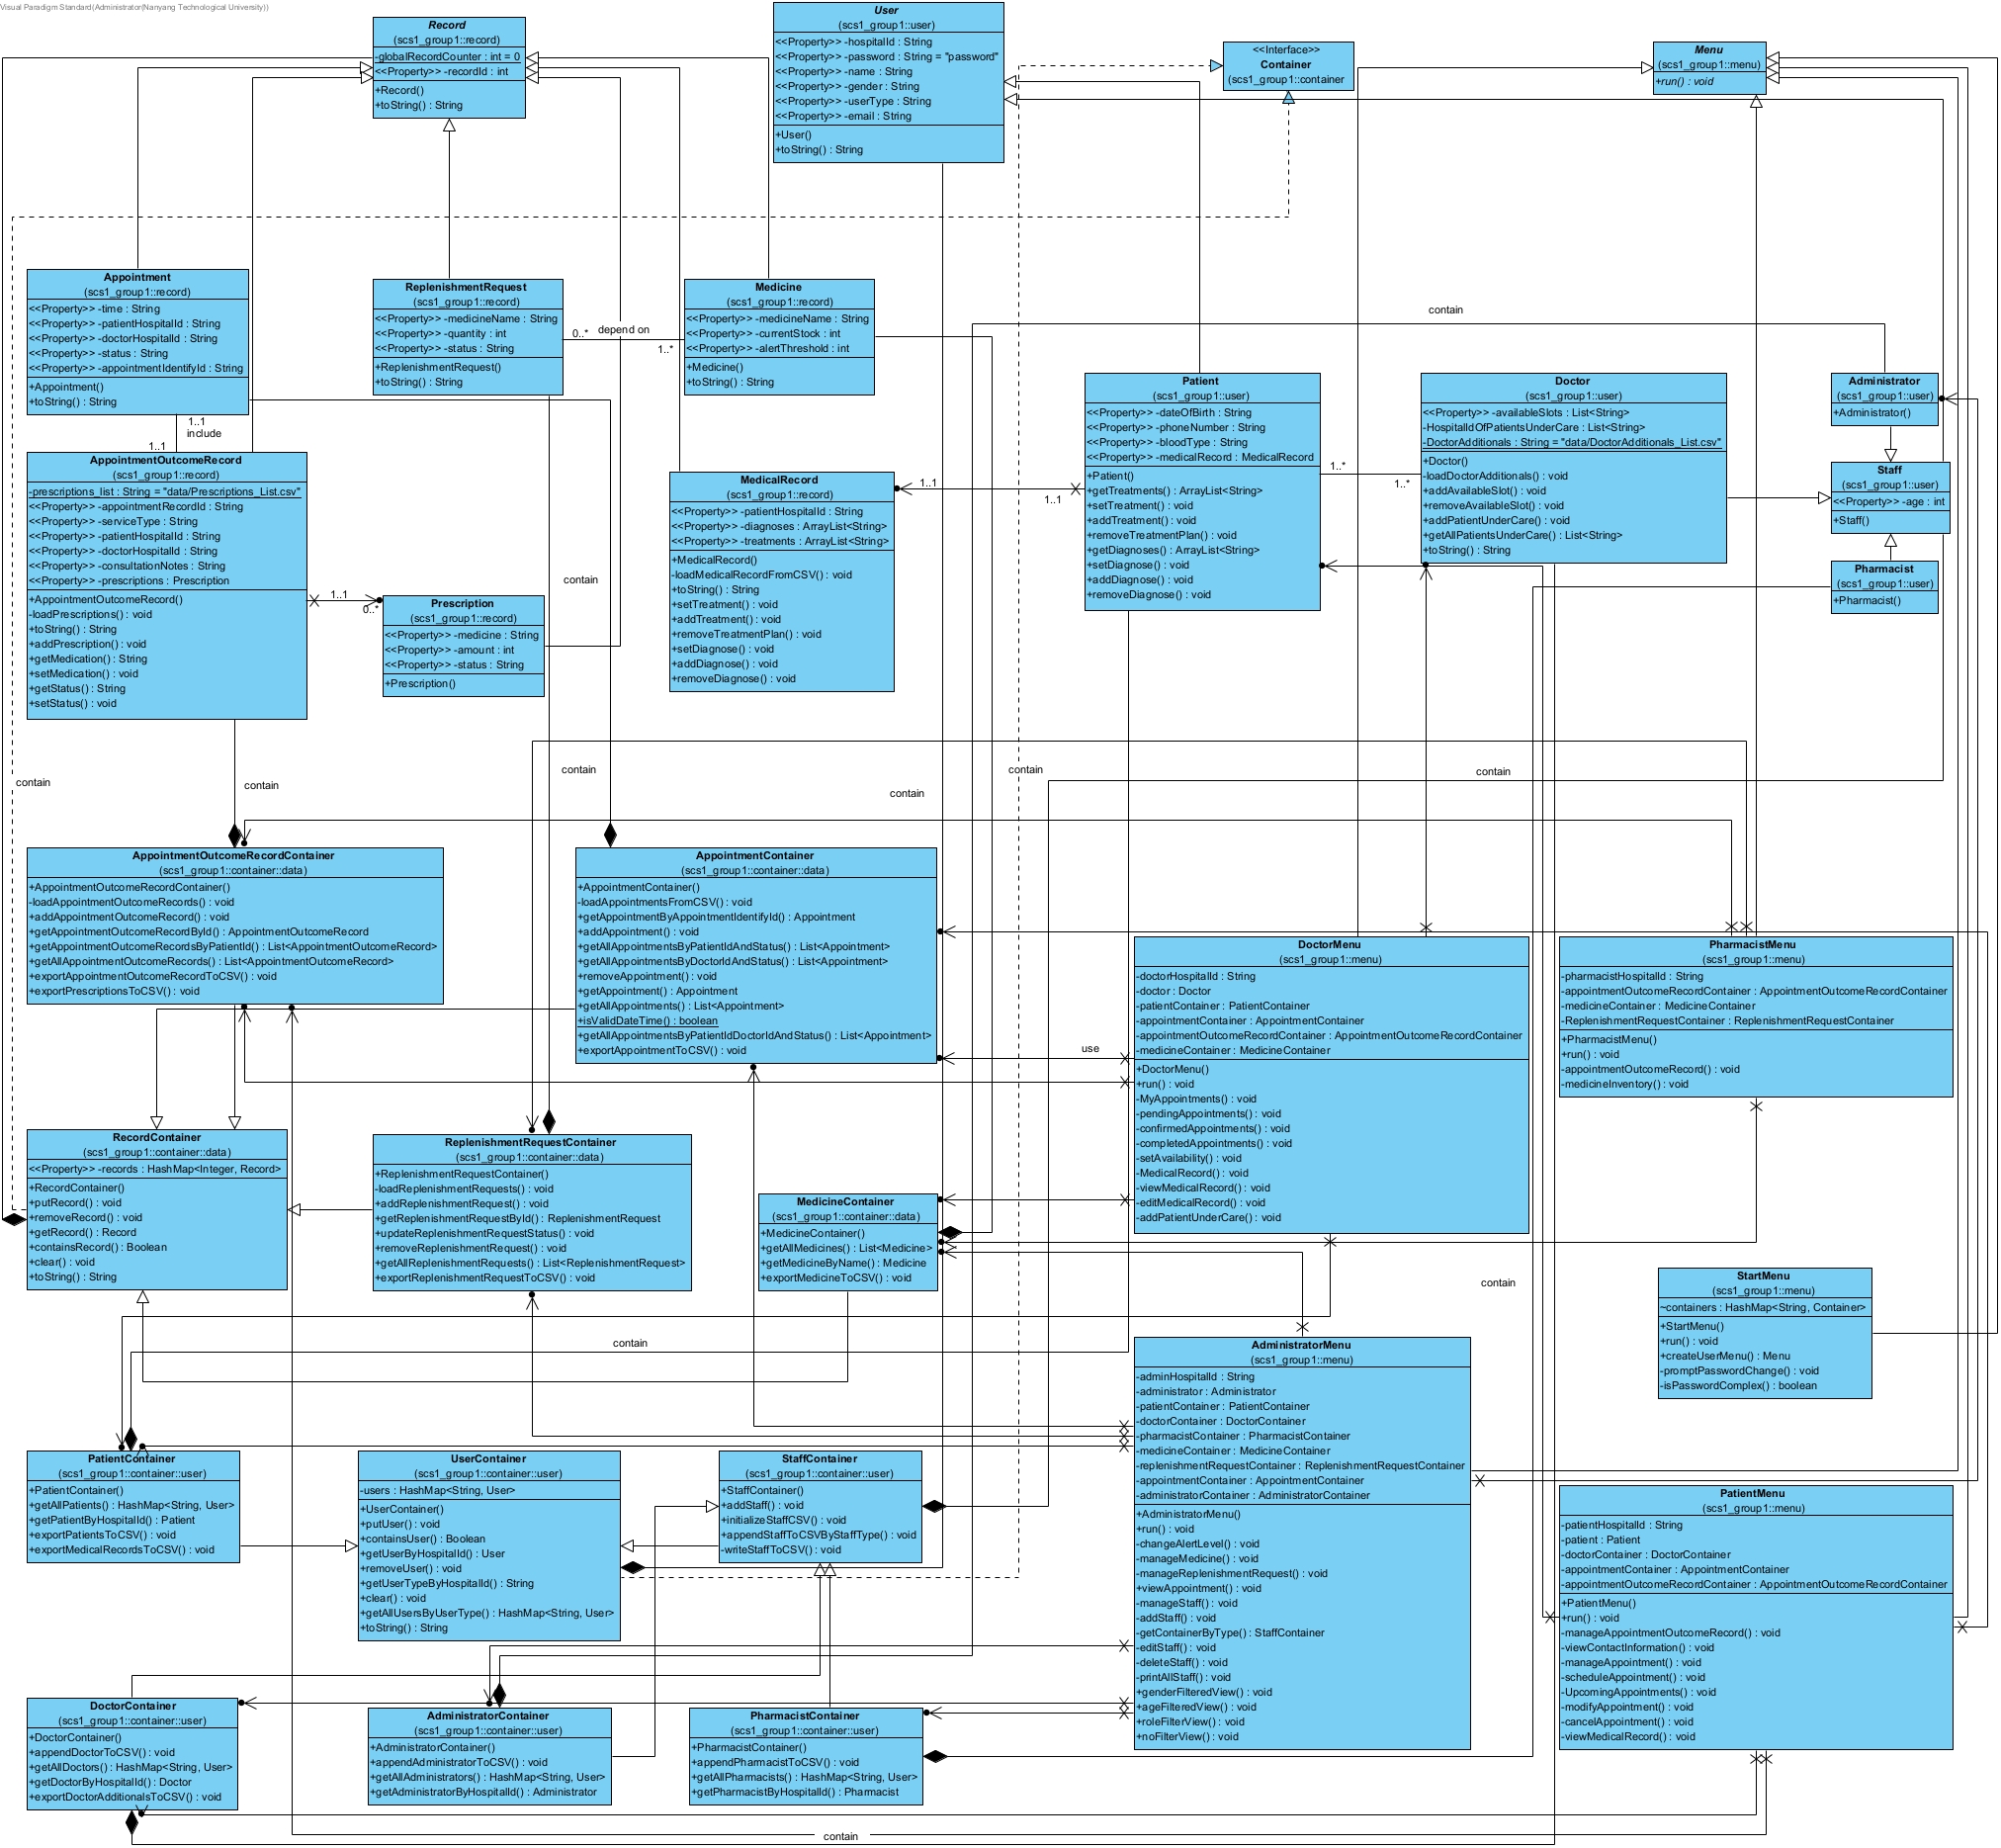 Visual Paradigm Standard(Administrator(Nanyang Technological University))
Record
(scs1_group1::record)
-globalRecordCounter : int = 0
<<Property>> -recordId : int
+Record()
+toString() : String
User
(scs1_group1::user)
<<Property>> -hospitalId : String
<<Property>> -password : String = "password"
<<Property>> -name : String
<<Property>> -gender : String
<<Property>> -userType : String
<<Property>> -email : String
+User()
+toString() : String
<<Interface>>
Container
(scs1_group1::container
Menu
(scs1_group1::menu)
+run() : void
Appointment
(scs1_group1::record)
<<Property>> -time : String
<<Property>> -patientHospitalId : String
<<Property>> -doctorHospitalId : String
<<Property>> -status : String
<<Property>> -appointmentIdentifyId : String
+Appointment()
+toString() : String
ReplenishmentRequest
(scs1_group1::record)
<<Property>> -medicineName : String
<<Property>> -quantity : int
<<Property>> -status : String
+ReplenishmentRequest()
+toString() : String
0..*
depend on
1..*
Medicine
(scs1_group1::record)
<<Property>> -medicineName : String
<<Property>> -currentStock : int
<<Property>> -alertThreshold : int
+Medicine()
+toString() : String
contain
Patient
(scs1_group1::user)
<<Property>> -dateOfBirth : String
<<Property>> -phoneNumber : String
<<Property>> -bloodType : String
<<Property>> -medicalRecord : MedicalRecord
+Patient()
+getTreatments() : ArrayList<String>
+setTreatment() : void
+addTreatment() : void
+removeTreatmentPlan() : void
+getDiagnoses() : ArrayList<String>
+setDiagnose() : void
+addDiagnose() : void
+removeDiagnose() : void
1..*
1..*
Doctor
(scs1_group1::user)
<<Property>> -availableSlots : List<String>
-HospitalIdOfPatientsUnderCare : List<String>
-DoctorAdditionals : String = "data/DoctorAdditionals_List.csv"
+Doctor()
-loadDoctorAdditionals() : void
+addAvailableSlot() : void
+removeAvailableSlot() : void
+addPatientUnderCare() : void
+getAllPatientsUnderCare() : List<String>
+toString() : String
Administrator
(scs1_group1::user)
+Administrator()
Staff
(scs1_group1::user)
<<Property>> -age : int
+Staff()
Pharmacist
(scs1_group1::user)
+Pharmacist()
1..1
include
1..1
AppointmentOutcomeRecord
(scs1_group1::record)
-prescriptions_list : String = "data/Prescriptions_List.csv"
<<Property>> -appointmentRecordId : String
<<Property>> -serviceType : String
<<Property>> -patientHospitalId : String
<<Property>> -doctorHospitalId : String
<<Property>> -consultationNotes : String
<<Property>> -prescriptions : Prescription
+AppointmentOutcomeRecord()
-loadPrescriptions() : void
+toString() : String
+addPrescription() : void
+getMedication() : String
+setMedication() : void
+getStatus() : String
+setStatus() : void
1..1
0..*
Prescription
(scs1_group1::record)
<<Property>> -medicine : String
<<Property>> -amount : int
<<Property>> -status : String
+Prescription()
contain
MedicalRecord
(scs1_group1::record)
<<Property>> -patientHospitalId : String
<<Property>> -diagnoses : ArrayList<String>
<<Property>> -treatments : ArrayList<String>
+MedicalRecord()
-loadMedicalRecordFromCSV() : void
+toString() : String
+setTreatment() : void
+addTreatment() : void
+removeTreatmentPlan() : void
+setDiagnose() : void
+addDiagnose() : void
+removeDiagnose() : void
1..1
1..1
contain
contain
contain
contain
contain
contain
AppointmentOutcomeRecordContainer
(scs1_group1::container::data)
+AppointmentOutcomeRecordContainer()
-loadAppointmentOutcomeRecords() : void
+addAppointmentOutcomeRecord() : void
+getAppointmentOutcomeRecordById() : AppointmentOutcomeRecord
+getAppointmentOutcomeRecordsByPatientId() : List<AppointmentOutcomeRecord>
+getAllAppointmentOutcomeRecords() : List<AppointmentOutcomeRecord>
+exportAppointmentOutcomeRecordToCSV() : void
+exportPrescriptionsToCSV() : void
AppointmentContainer
(scs1_group1::container::data)
+AppointmentContainer()
-loadAppointmentsFromCSV() : void
+getAppointmentByAppointmentIdentifyId() : Appointment
+addAppointment() : void
+getAllAppointmentsByPatientIdAndStatus() : List<Appointment>
+getAllAppointmentsByDoctorIdAndStatus() : List<Appointment>
+removeAppointment() : void
+getAppointment() : Appointment
+getAllAppointments() : List<Appointment>
+isValidDateTime() : boolean
+getAllAppointmentsByPatientIdDoctorIdAndStatus() : List<Appointment>
+exportAppointmentToCSV() : void
use
DoctorMenu
(scs1_group1::menu)
-doctorHospitalId : String
-doctor : Doctor
-patientContainer : PatientContainer
-appointmentContainer : AppointmentContainer
-appointmentOutcomeRecordContainer : AppointmentOutcomeRecordContainer
-medicineContainer : MedicineContainer
+DoctorMenu()
+run() : void
-MyAppointments() : void
-pendingAppointments() : void
-confirmedAppointments() : void
-completedAppointments() : void
-setAvailability() : void
-MedicalRecord() : void
-viewMedicalRecord() : void
-editMedicalRecord() : void
-addPatientUnderCare() : void
PharmacistMenu
(scs1_group1::menu)
-pharmacistHospitalId : String
-appointmentOutcomeRecordContainer : AppointmentOutcomeRecordContainer
-medicineContainer : MedicineContainer
-ReplenishmentRequestContainer : ReplenishmentRequestContainer
+PharmacistMenu()
+run() : void
-appointmentOutcomeRecord() : void
-medicineInventory() : void
RecordContainer
(scs1_group1::container::data)
<<Property>> -records : HashMap<Integer, Record>
+RecordContainer()
+putRecord() : void
+removeRecord() : void
+getRecord() : Record
+containsRecord() : Boolean
+clear() : void
+toString() : String
ReplenishmentRequestContainer
(scs1_group1::container::data)
+ReplenishmentRequestContainer()
-loadReplenishmentRequests() : void
+addReplenishmentRequest() : void
+getReplenishmentRequestById() : ReplenishmentRequest
+updateReplenishmentRequestStatus() : void
+removeReplenishmentRequest() : void
+getAllReplenishmentRequests() : List<ReplenishmentRequest>
+exportReplenishmentRequestToCSV() : void
MedicineContainer
(scs1_group1::container::data)
+MedicineContainer()
+getAllMedicines() : List<Medicine>
+getMedicineByName() : Medicine
+exportMedicineToCSV() : void
contain
StartMenu
(scs1_group1::menu)
~containers : HashMap<String, Container>
+StartMenu()
+run() : void
+createUserMenu() : Menu
-promptPasswordChange() : void
-isPasswordComplex() : boolean
contain
AdministratorMenu
(scs1_group1::menu)
-adminHospitalId : String
-administrator : Administrator
-patientContainer : PatientContainer
-doctorContainer : DoctorContainer
-pharmacistContainer : PharmacistContainer
-medicineContainer : MedicineContainer
-replenishmentRequestContainer : ReplenishmentRequestContainer
-appointmentContainer : AppointmentContainer
-administratorContainer : AdministratorContainer
+AdministratorMenu()
+run() : void
-changeAlertLevel() : void
-manageMedicine() : void
-manageReplenishmentRequest() : void
+viewAppointment() : void
-manageStaff() : void
-addStaff() : void
-getContainerByType() : StaffContainer
-editStaff() : void
-deleteStaff() : void
-printAllStaff() : void
+genderFilteredView() : void
+ageFilteredView() : void
+roleFilterView() : void
+noFilterView() : void
PatientContainer
(scs1_group1::container::user)
+PatientContainer()
+getAllPatients() : HashMap<String, User>
+getPatientByHospitalId() : Patient
+exportPatientsToCSV() : void
+exportMedicalRecordsToCSV() : void
UserContainer
(scs1_group1::container::user)
-users : HashMap<String, User>
+UserContainer()
+putUser() : void
+containsUser() : Boolean
+getUserByHospitalId() : User
+removeUser() : void
+getUserTypeByHospitalId() : String
+clear() : void
+getAllUsersByUserType() : HashMap<String, User>
+toString() : String
StaffContainer
(scs1_group1::container::user)
+StaffContainer()
+addStaff() : void
+initializeStaffCSV() : void
+appendStaffToCSVByStaffType() : void
-writeStaffToCSV() : void
PatientMenu
(scs1_group1::menu)
-patientHospitalId : String
-patient : Patient
-doctorContainer : DoctorContainer
-appointmentContainer : AppointmentContainer
-appointmentOutcomeRecordContainer : AppointmentOutcomeRecordContainer
+PatientMenu()
+run() : void
-manageAppointmentOutcomeRecord() : void
-viewContactInformation() : void
-manageAppointment() : void
-scheduleAppointment() : void
-UpcomingAppointments() : void
-modifyAppointment() : void
-cancelAppointment() : void
-viewMedicalRecord() : void
DoctorContainer
(scs1_group1::container::user)
+DoctorContainer()
+appendDoctorToCSV() : void
+getAllDoctors() : HashMap<String, User>
+getDoctorByHospitalId() : Doctor
+exportDoctorAdditionalsToCSV() : void
AdministratorContainer
(scs1_group1::container::user)
+AdministratorContainer()
+appendAdministratorToCSV() : void
+getAllAdministrators() : HashMap<String, User>
+getAdministratorByHospitalId() : Administrator
PharmacistContainer
(scs1_group1::container::user)
+PharmacistContainer()
+appendPharmacistToCSV() : void
+getAllPharmacists() : HashMap<String, User>
+getPharmacistByHospitalId() : Pharmacist
contain